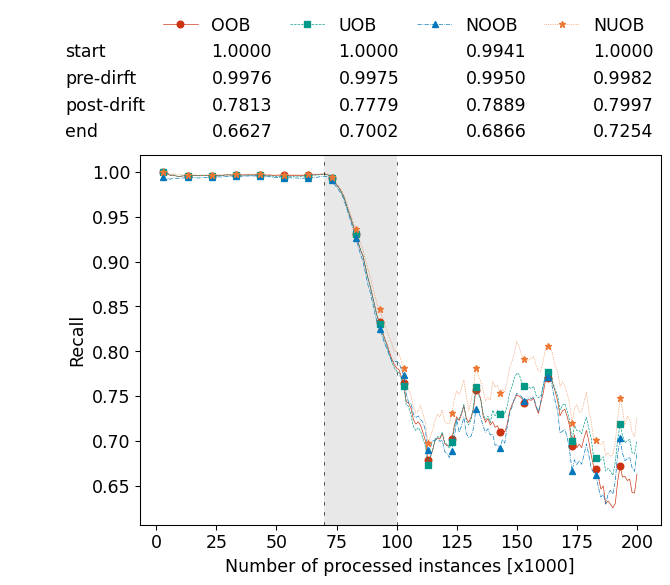 OOB UOB NOOB NUOB
start 1.0000 1.0000 0.9941 1.0000
pre-dirft 0.9976 0.9975 0.9950 0.9982
post-drift 0.7813 0.7779 0.7889 0.7997
end 0.6627 0.7002 0.6866 0.7254
1.00
0.95
0.90
0.85
0.80
0.75
0.70
0.65
Recall
0 25 50 75 100 125 150 175 200
Number of processed instances [x1000]